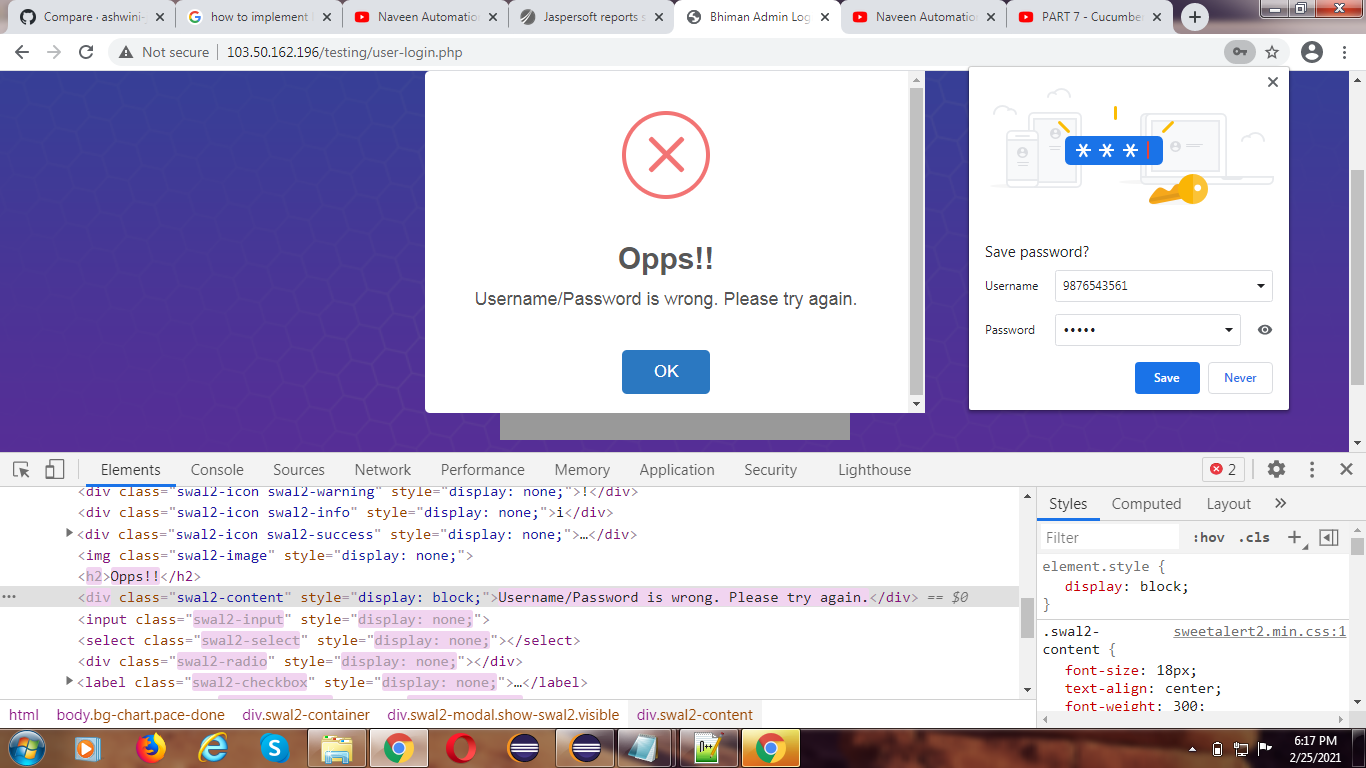 Compare · ashwini-
how to implement
Naveen Automation
Jaspersoft reports s
Bhiman Admin Log
Naveen Automation
PART 7 - Cucumbe
Not secure | 103.50.162.196/testing/user-login.php
Opps!!
Username/Password is wrong. Please try again.
OK
***
Save password?
Username 9876543561
Password •••••
Save Never
Elements Console Sources Network Performance Memory Application Security Lighthouse 2
<div class="swal2-icon swal2-warning" style="display: none;">!</div>
<div class="swal2-icon swal2-info" style="display: none;">i</div>
<div class="swal2-icon swal2-success" style="display: none;">…</div>
<img class="swal2-image" style="display: none;">
<h2>Opps!!</h2>
<div class="swal2-content" style="display: block;">Username/Password is wrong. Please try again.</div> == $0
<input class="swal2-input" style="display: none;">
<select class="swal2-select" style="display: none;"></select>
<div class="swal2-radio" style="display: none;"></div>
<label class="swal2-checkbox" style="display: none;">…</label>
html body.bg-chart.pace-done div.swal2-container div.swal2-modal.show-swal2.visible div.swal2-content
Styles Computed Layout »
Filter :hov .cls +
element.style {
display: block;
}
.swal2- sweetalert2.min.css:1
content {
font-size: 18px;
text-align: center;
font-weight: 300;
6:17 PM
2/25/2021